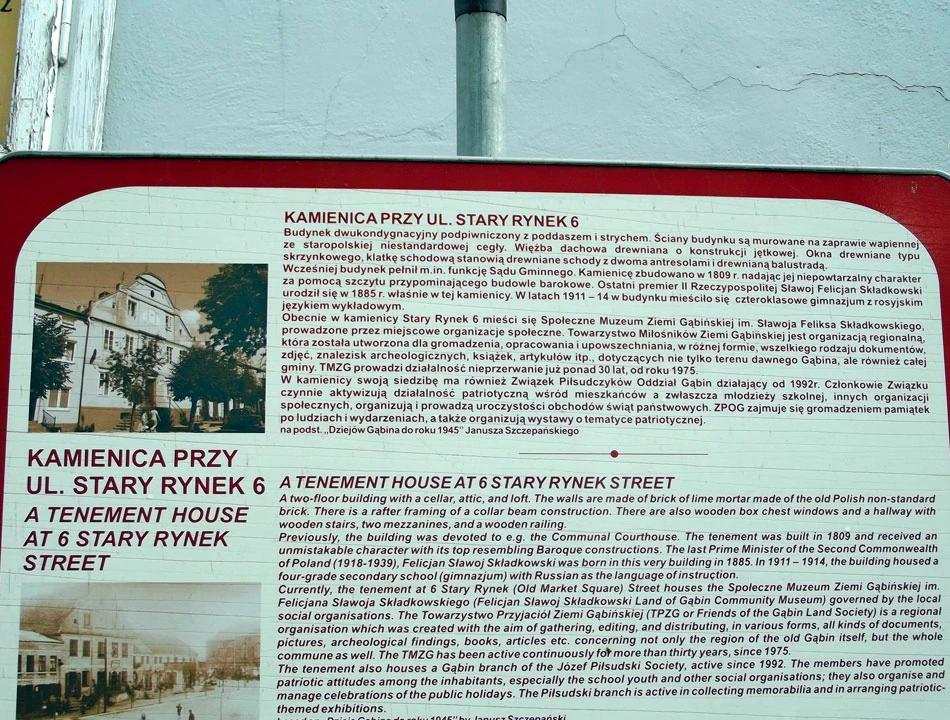 KAMIENICA PRZY UL. STARY RYNEK 6
Budynek dwukondygnacyjny podpiwniczony z poddaszem i strychem. Ściany budynku są murowane na zaprawie wapiennej
ze staropolskiej niestandardowej cegły. Więźba dachowa drewniana o konstrukcji jętkowej. Okna drewniane typu
skrzynkowego, klatkę schodową stanowią drewniane schody z dwoma antresolami i drewnianą balustradą.
Wcześniej budynek pełnił m.in. funkcję Sądu Gminnego. Kamienicę zbudowano w 1809 r. nadając jej niepowtarzalny charakter
za pomocą szczytu przypominającego budowle barokowe. Ostatni premier II Rzeczypospolitej Sławoj Felicjan Składkowski
urodził się w 1885 r. właśnie w tej kamienicy. W latach 1911 – 14 w budynku mieściło się czteroklasowe gimnazjum z rosyjskim
językiem wykładowym.
Obecnie w kamienicy Stary Rynek 6 mieści się Społeczne Muzeum Ziemi Gąbińskiej im. Sławoja Feliksa Składkowskiego,
prowadzone przez miejscowe organizacje społeczne. Towarzystwo Miłośników Ziemi Gąbińskiej jest organizacją regionalną,
która została utworzona dla gromadzenia, opracowania i upowszechniania, w różnej formie, wszelkiego rodzaju dokumentów,
zdjęć, znalezisk archeologicznych, książek, artykułów itp., dotyczących nie tylko terenu dawnego Gąbina, ale również całej
gminy. TMZG prowadzi działalność nieprzerwanie już ponad 30 lat, od roku 1975.
W kamienicy swoją siedzibę ma również Związek Piłsudczyków Oddział Gąbin działający od 1992r. Członkowie Związku
czynnie aktywizują działalność patriotyczną wśród mieszkańców a zwłaszcza młodzieży szkolnej, innych organizacji
społecznych, organizują i prowadzą uroczystości obchodów świąt państwowych. ZPOG zajmuje się gromadzeniem pamiątek
po ludziach i wydarzeniach, a także organizują wystawy o tematyce patriotycznej.
na podst. „Dziejów Gąbina do roku 1945" Janusza Szczepańskiego
KAMIENICA PRZY
UL. STARY RYNEK 6
A TENEMENT HOUSE
AT 6 STARY RYNEK
STREET
A TENEMENT HOUSE AT 6 STARY RYNEK STREET
A two-floor building with a cellar, attic, and loft. The walls are made of brick of lime mortar made of the old Polish non-standard
brick. There is a rafter framing of a collar beam construction. There are also wooden box chest windows and a hallway with
wooden stairs, two mezzanines, and a wooden railing.
Previously, the building was devoted to e.g. the Communal Courthouse. The tenement was built in 1809 and received an
unmistakable character with its top resembling Baroque constructions. The last Prime Minister of the Second Commonwealth
of Poland (1918-1939), Felicjan Sławoj Składkowski was born in this very building in 1885. In 1911 – 1914, the building housed a
four-grade secondary school (gimnazjum) with Russian as the language of instruction.
Currently, the tenement at 6 Stary Rynek (Old Market Square) Street houses the Społeczne Muzeum Ziemi Gąbińskiej im.
Felicjana Sławoja Składkowskiego (Felicjan Sławoj Składkowski Land of Gąbin Community Museum) governed by the local
social organisations. The Towarzystwo Przyjaciół Ziemi Gąbińskiej (TPZG or Friends of the Gąbin Land Society) is a regional
organisation which was created with the aim of gathering, editing, and distributing, in various forms, all kinds of documents,
pictures, archeological findings, books, articles etc. concerning not only the region of the old Gąbin itself, but the whole
commune as well. The TMZG has been active continuously for more than thirty years, since 1975.
The tenement also houses a Gąbin branch of the Józef Piłsudski Society, active since 1992. The members have promoted
patriotic attitudes among the inhabitants, especially the school youth and other social organisations; they also organise and
manage celebrations of the public holidays. The Piłsudski branch is active in collecting memorabilia and in arranging patriotic-
themed exhibitions.
"Dzieje Gąbina do roku 1945" by Janusz Szczepański